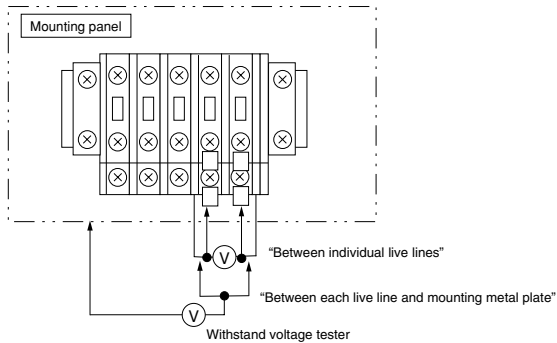 Mounting panel
V
"Between individual live lines"
"Between each live line and mounting metal plate"
V
Withstand voltage tester